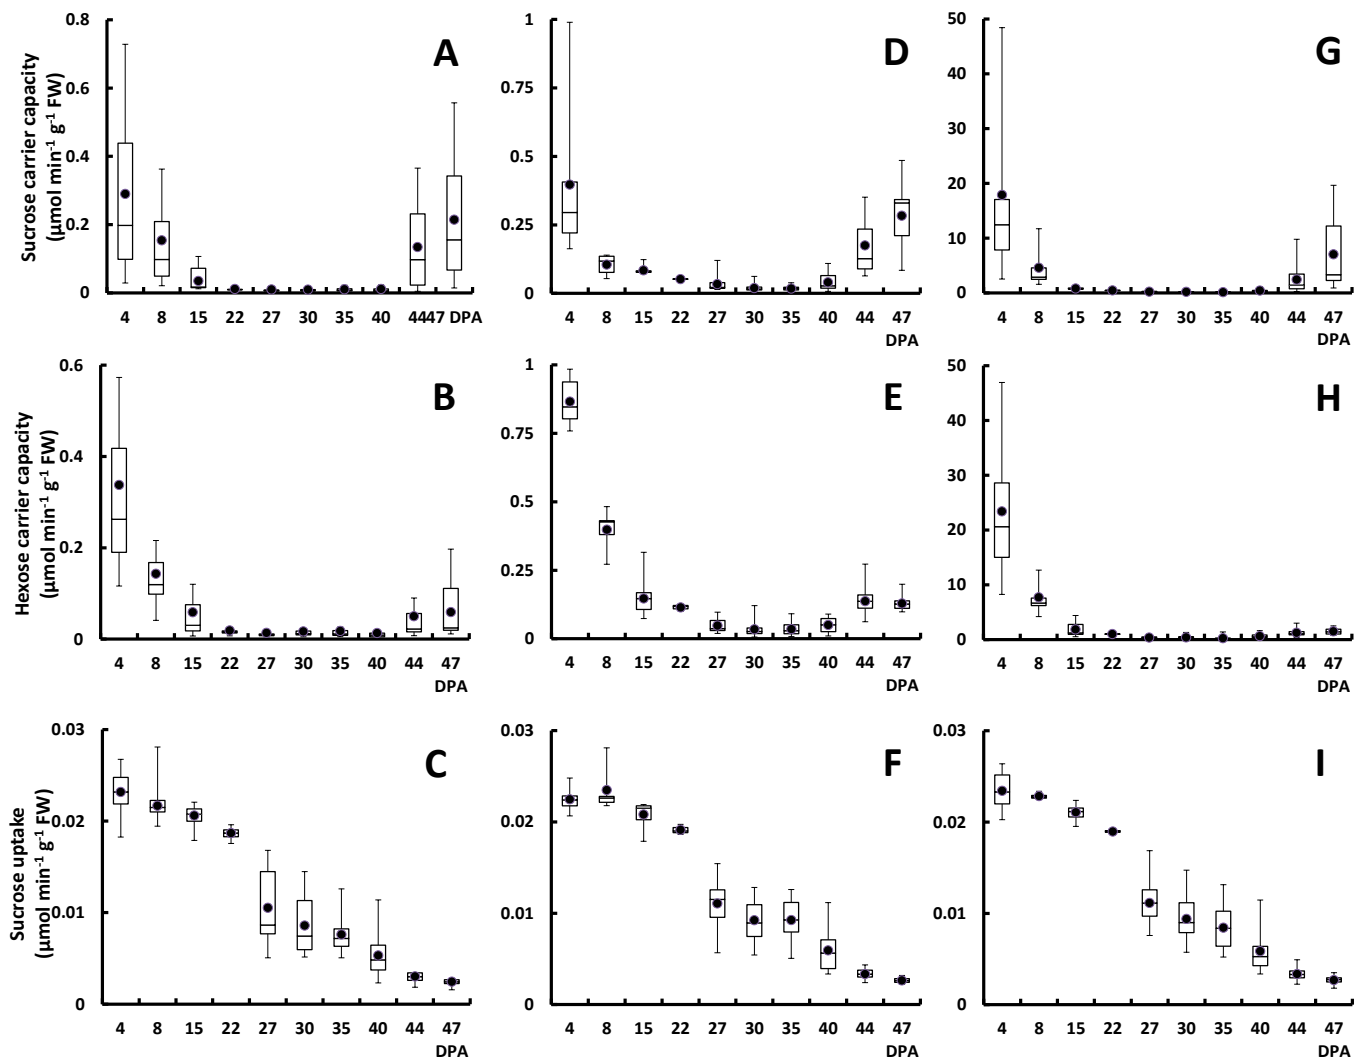 Sucrose carrier capacity
(μmol min⁻¹ g⁻¹ FW)
0.8
0.6
0.4
0.2
0
A
4 8 15 22 27 30 35 40 4447 DPA
1
0.75
0.5
0.25
0
D
4 8 15 22 27 30 35 40 44 47
DPA
50
40
30
20
10
0
G
4 8 15 22 27 30 35 40 44 47
DPA
Hexose carrier capacity
(μmol min⁻¹ g⁻¹ FW)
0.6
0.4
0.2
0
B
4 8 15 22 27 30 35 40 44 47
DPA
1
0.75
0.5
0.25
0
E
4 8 15 22 27 30 35 40 44 47
DPA
50
40
30
20
10
0
H
4 8 15 22 27 30 35 40 44 47
DPA
Sucrose uptake
(μmol min⁻¹ g⁻¹ FW)
0.03
0.02
0.01
0
C
4 8 15 22 27 30 35 40 44 47
DPA
0.03
0.02
0.01
0
F
4 8 15 22 27 30 35 40 44 47
DPA
0.03
0.02
0.01
0
I
4 8 15 22 27 30 35 40 44 47
DPA